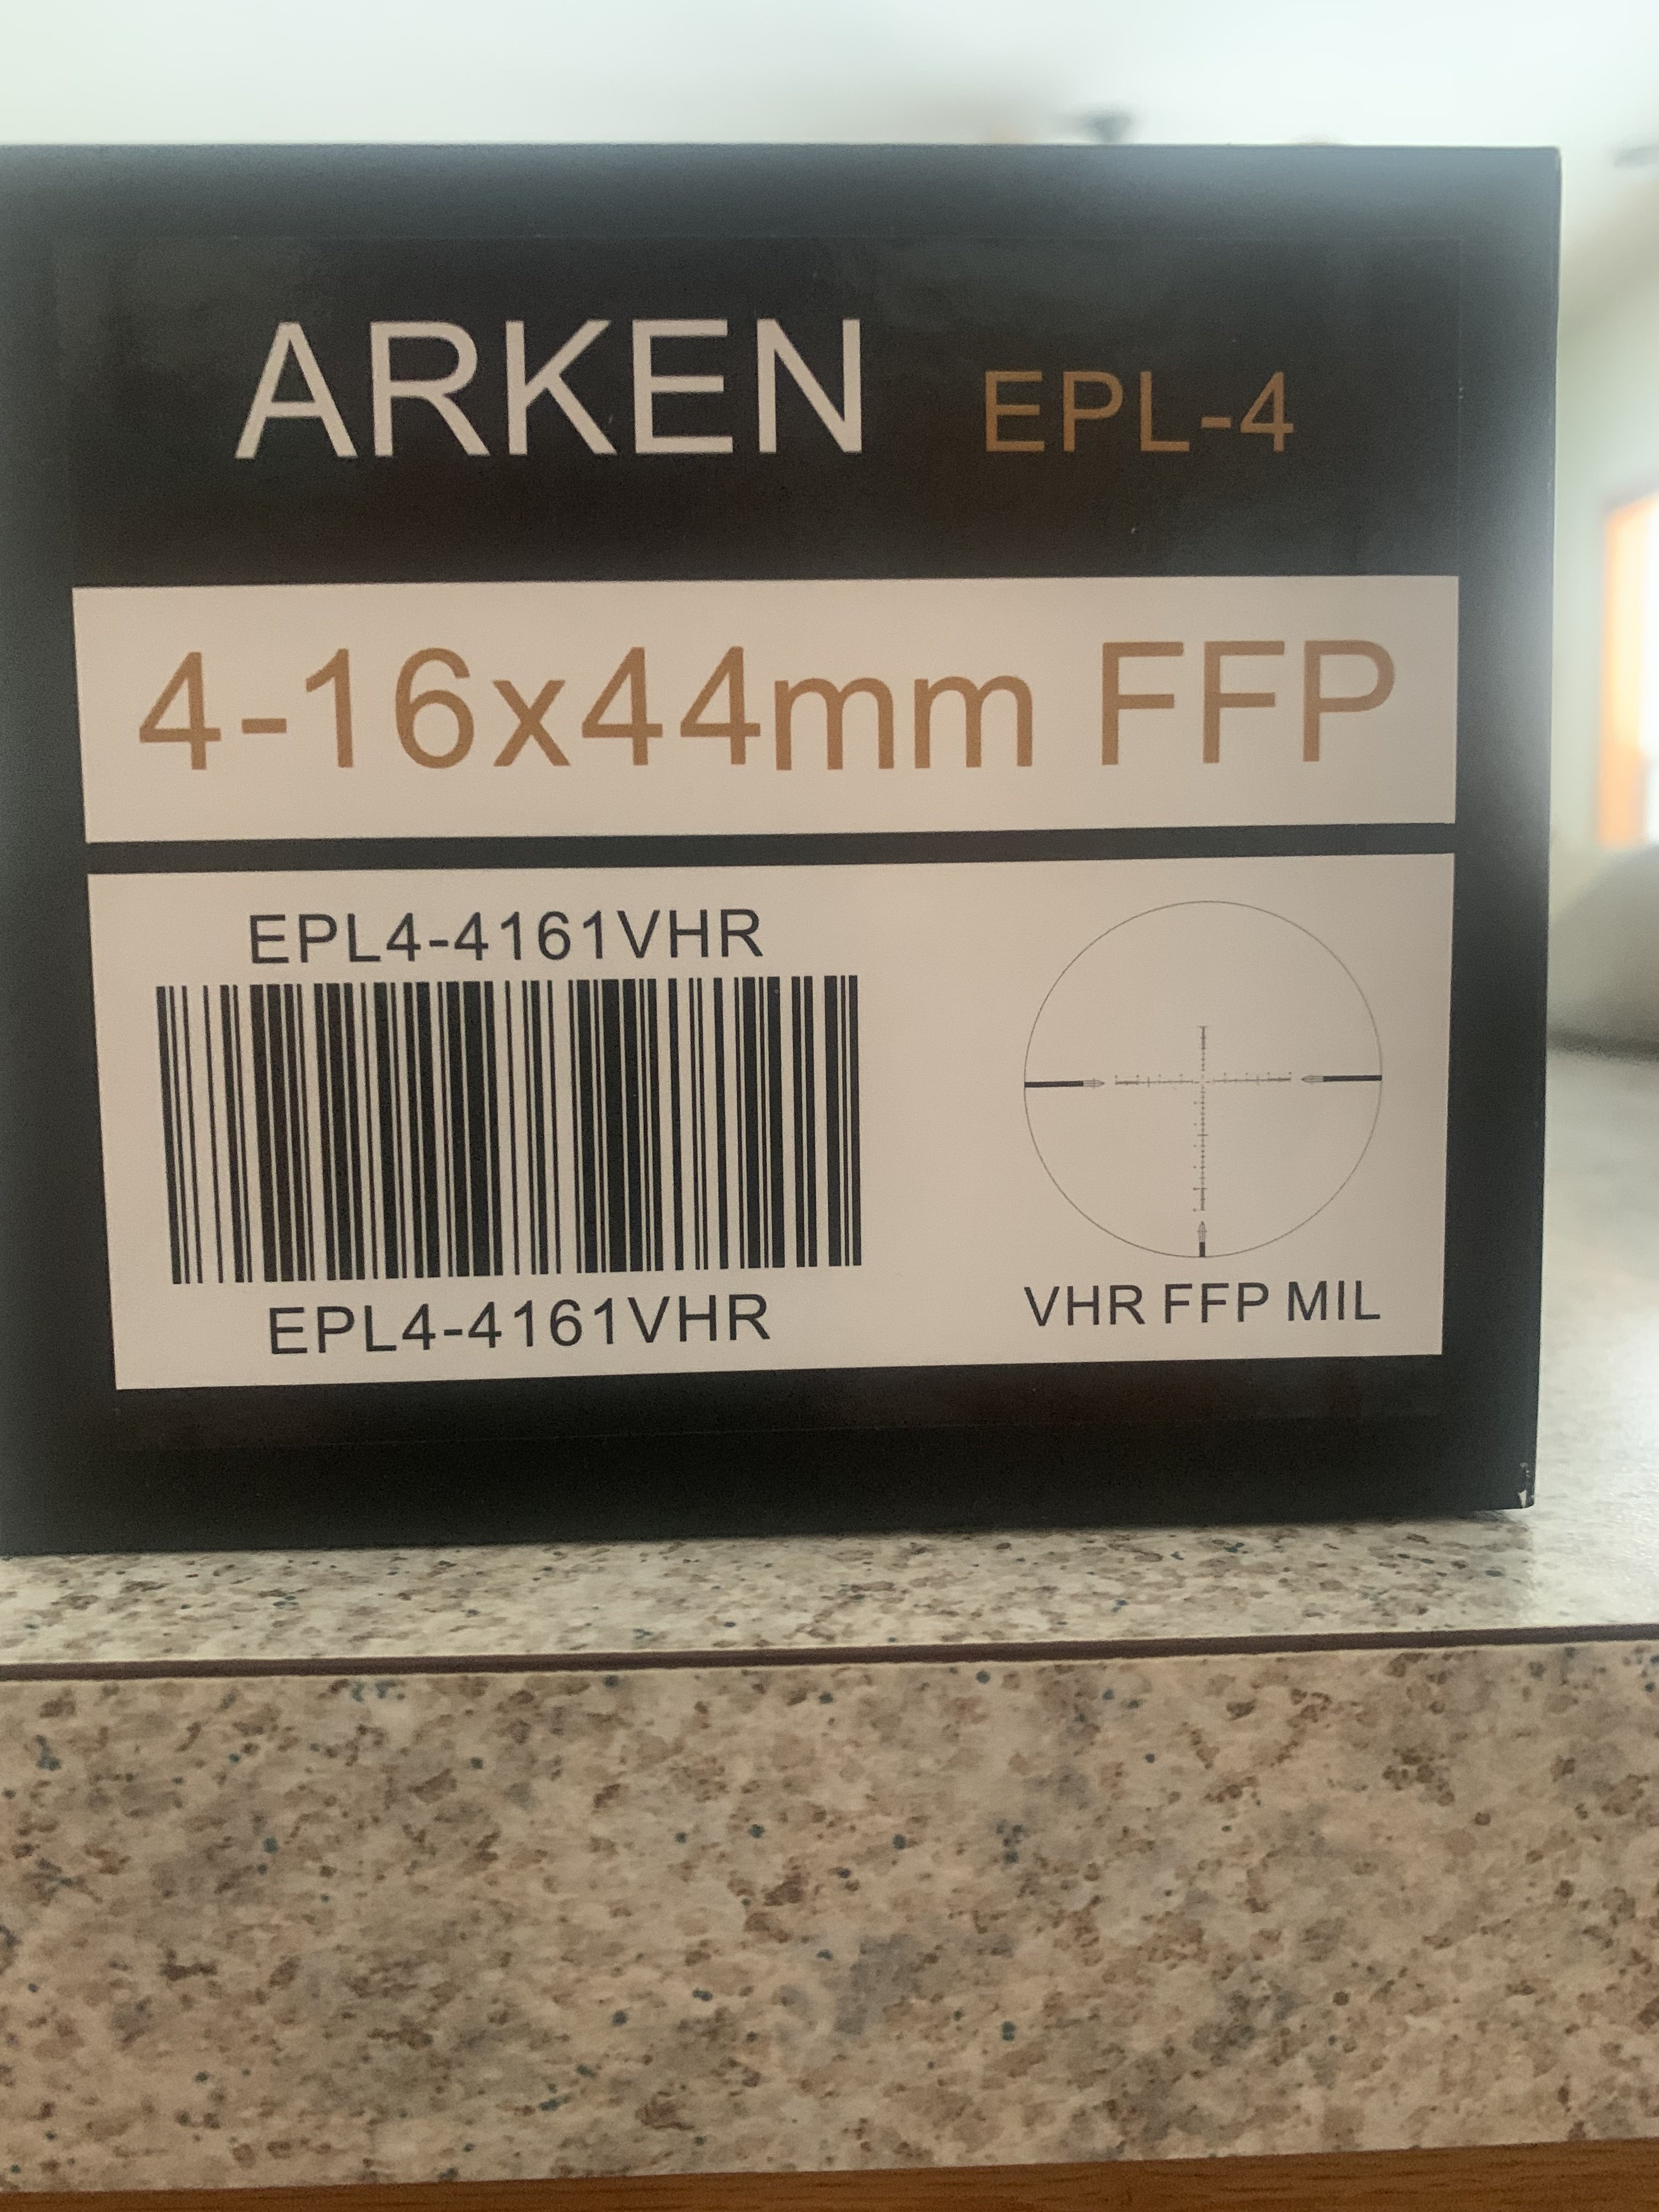 ARKEN EPL-4
4-16x44mm FFP
EPL4-4161VHR
EPL4-4161VHR
VHR FFP MIL